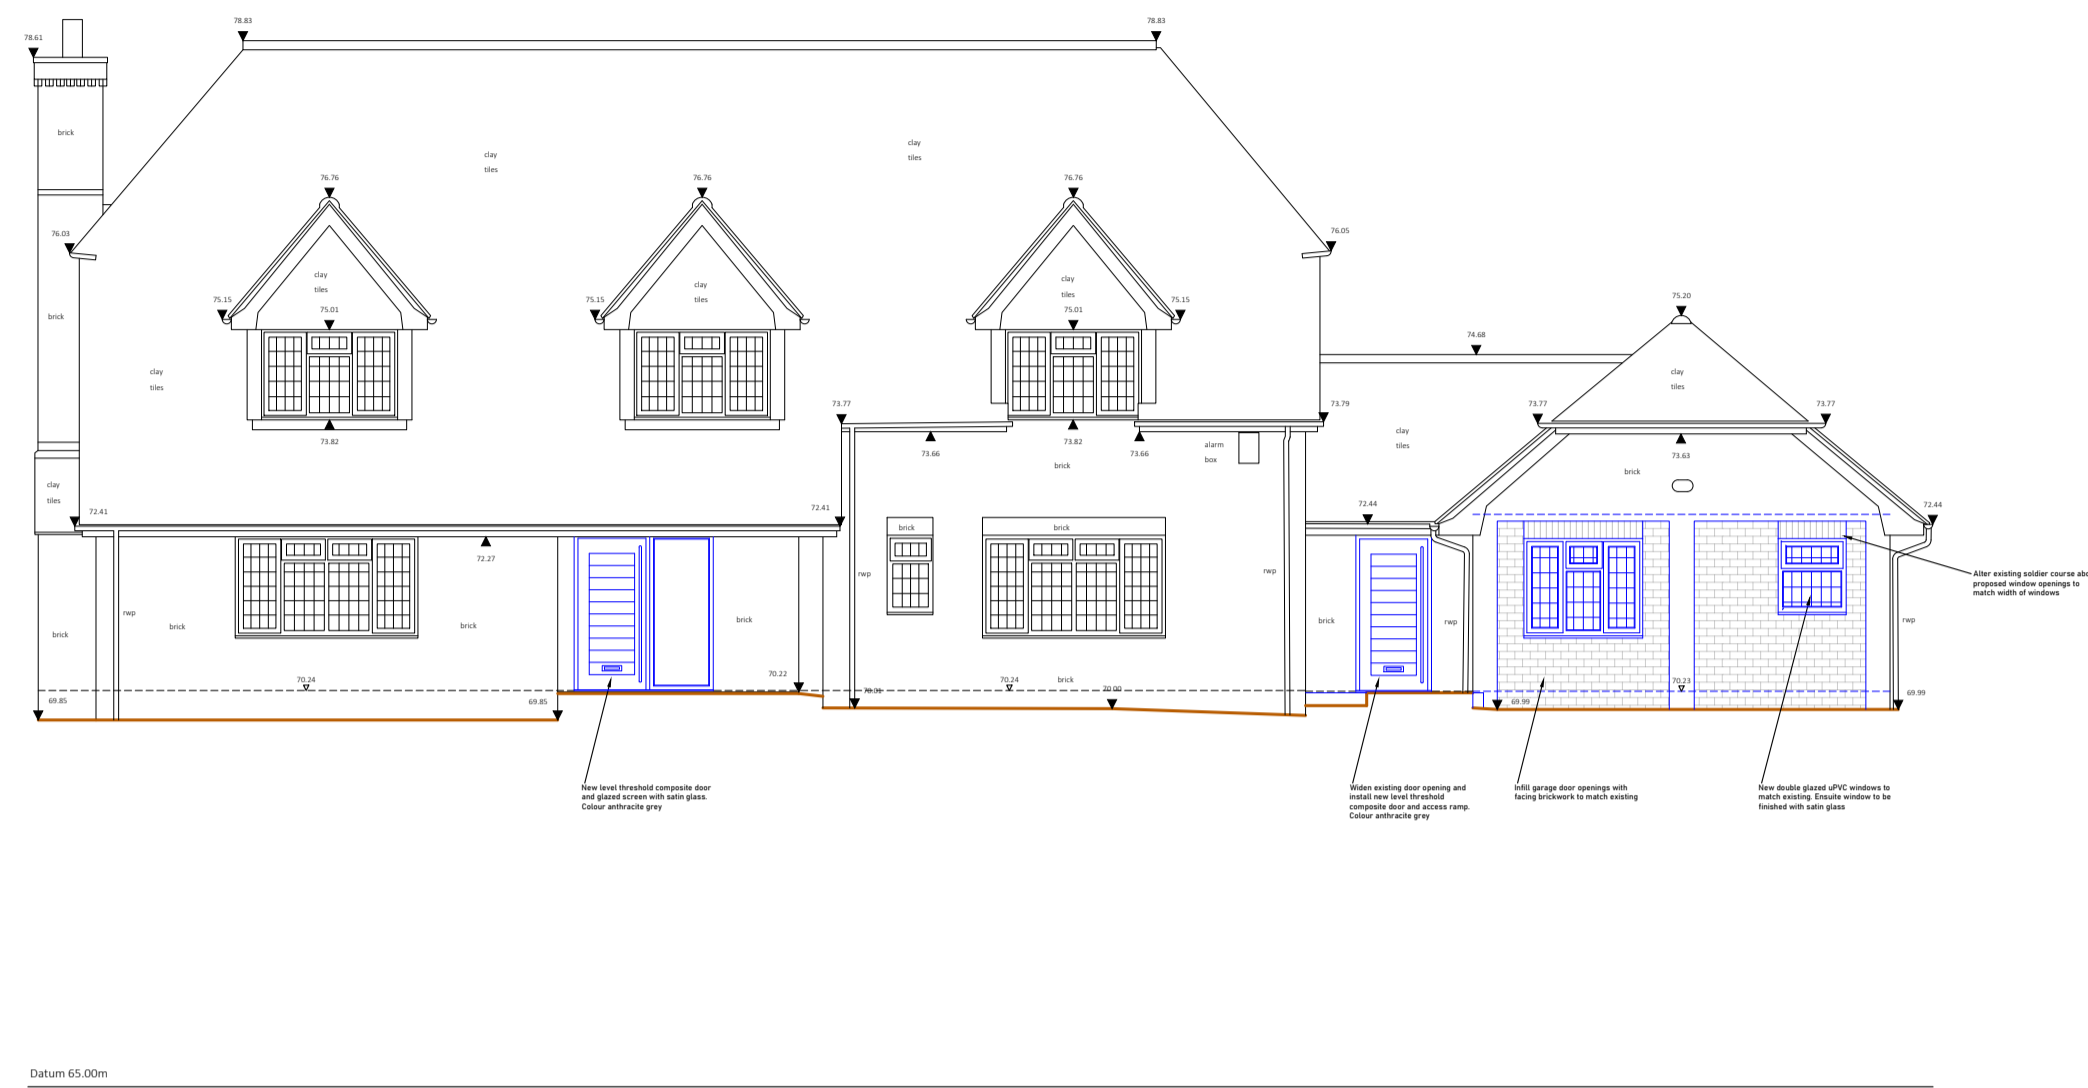 78.83
78.83
78.61
brick
clay
tiles
clay
tiles
76.76
76.76
76.76
76.03
76.05
clay
tiles
clay
tiles
clay
tiles
75.15
75.15
75.15
75.01
75.01
75.20
brick
74.68
clay
tiles
clay
tiles
73.77
73.79
73.77
73.77
73.82
73.82
73.66
73.66
73.63
clay
tiles
alarm
box
brick
brick
clay
tiles
72.41
72.41
72.44
72.44
72.27
brick
brick
rwp
rwp
rwp
rwp
rwp
brick
brick
brick
brick
brick
brick
Alter existing soldier course abo
proposed window openings to
match width of windows
70.24
70.22
70.24
70.23
69.85
69.85
70.01
70.00
69.99
69.99
New level threshold composite door
and glazed screen with satin glass.
Colour anthracite grey
Widen existing door opening and
install new level threshold
composite door and access ramp.
Colour anthracite grey
Infill garage door openings with
facing brickwork to match existing
New double glazed uPVC windows to
match existing. Ensuite window to be
finished with satin glass
Datum 65.00m